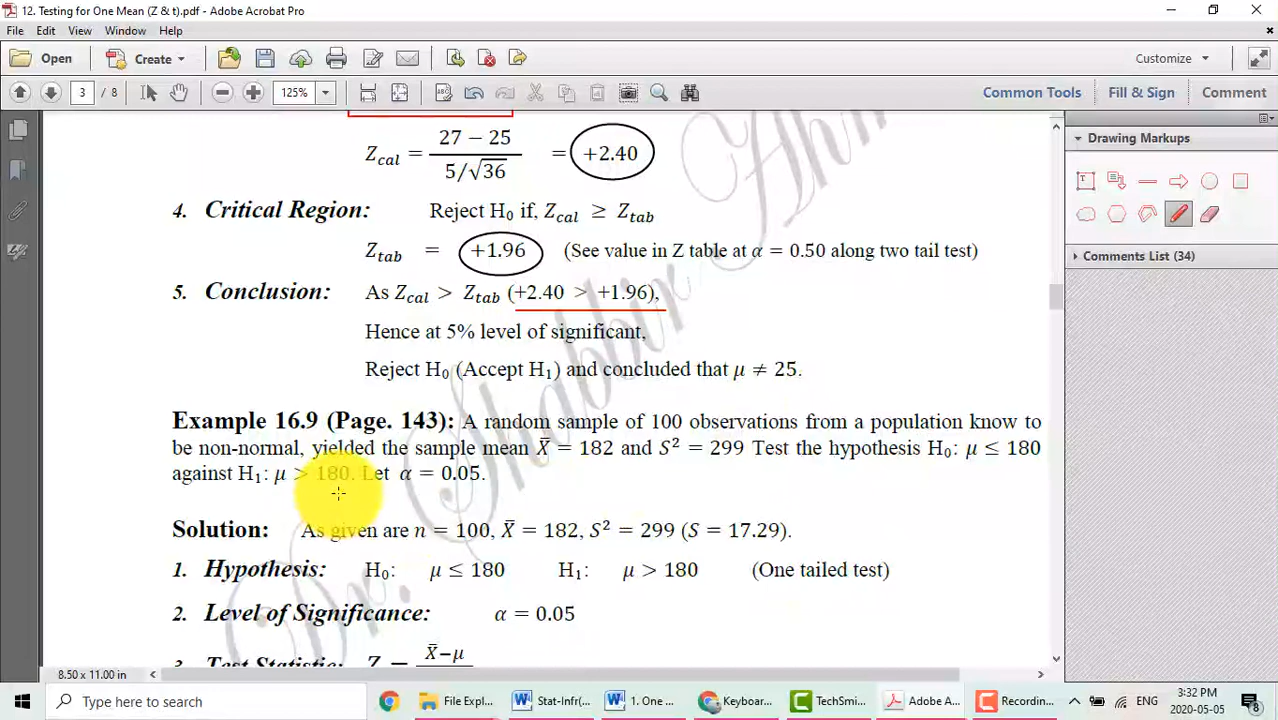 12. Testing for One Mean (Z & t).pdf - Adobe Acrobat Pro
File Edit View Window Help
Open Create Customize
3 / 8 125% Common Tools Fill & Sign Comment
Drawing Markups
Comments List (34)
Z_cal = (27 − 25) / (5/√36) = +2.40
4. Critical Region: Reject H₀ if, Z_cal ≥ Z_tab
Z_tab = +1.96 (See value in Z table at α = 0.50 along two tail test)
5. Conclusion: As Z_cal > Z_tab (+2.40 > +1.96),
Hence at 5% level of significant,
Reject H₀ (Accept H₁) and concluded that μ ≠ 25.
Example 16.9 (Page. 143): A random sample of 100 observations from a population know to
be non-normal, yielded the sample mean X̄ = 182 and S² = 299 Test the hypothesis H₀: μ ≤ 180
against H₁: μ > 180. Let α = 0.05.
Solution: As given are n = 100, X̄ = 182, S² = 299 (S = 17.29).
1. Hypothesis: H₀: μ ≤ 180 H₁: μ > 180 (One tailed test)
2. Level of Significance: α = 0.05
3. Test Statistic: Z = X̄−μ
Dr. Shabbir Ahm
8.50 x 11.00 in
Type here to search
File Expl... Stat-Infr(... 1. One ... Keyboar... TechSmi... Adobe A... Recordin...
ENG
3:32 PM
2020-05-05
8